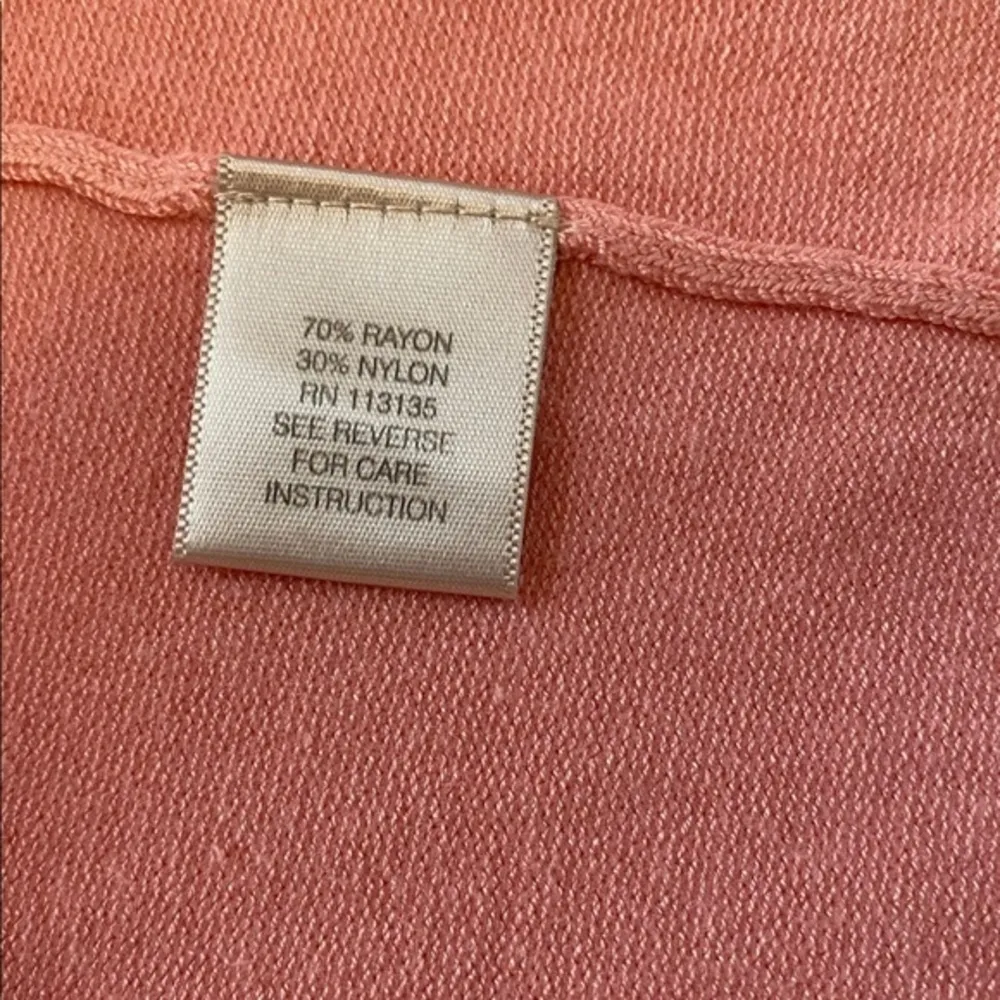 70% RAYON
30% NYLON
RN 113135
SEE REVERSE
FOR CARE
INSTRUCTION